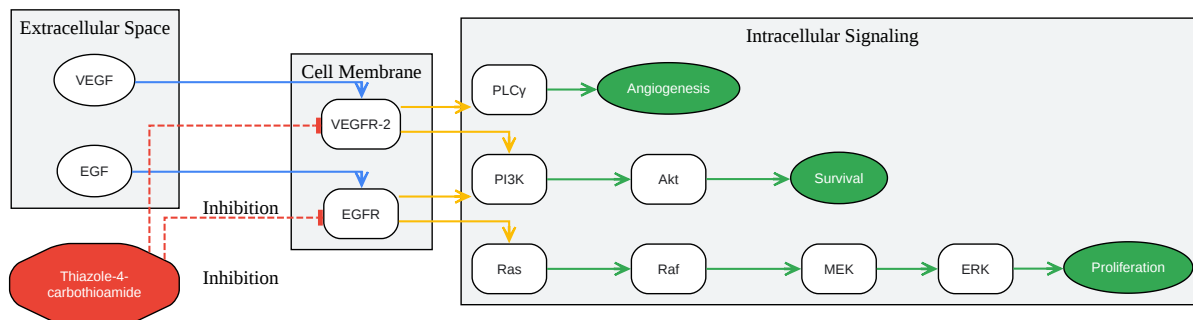 Extracellular Space
VEGF
EGF
Cell Membrane
VEGFR-2
EGFR
Inhibition
Inhibition
Thiazole-4-
carbothioamide
Intracellular Signaling
PLCγ
Angiogenesis
PI3K
Akt
Survival
Ras
Raf
MEK
ERK
Proliferation